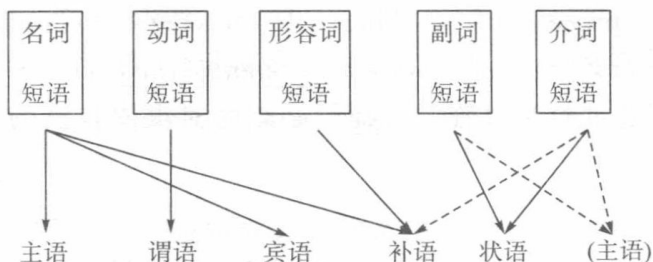 名词 动词 形容词 副词 介词
短语 短语 短语 短语 短语
主语 谓语 宾语 补语 状语 (主语)